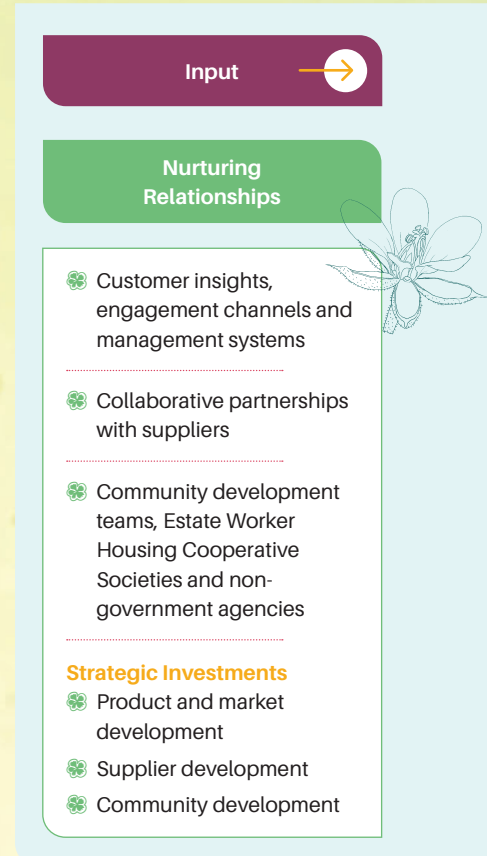 Input
Nurturing
Relationships
Customer insights,
engagement channels and
management systems
Collaborative partnerships
with suppliers
Community development
teams, Estate Worker
Housing Cooperative
Societies and non-
government agencies
Strategic Investments
Product and market
development
Supplier development
Community development